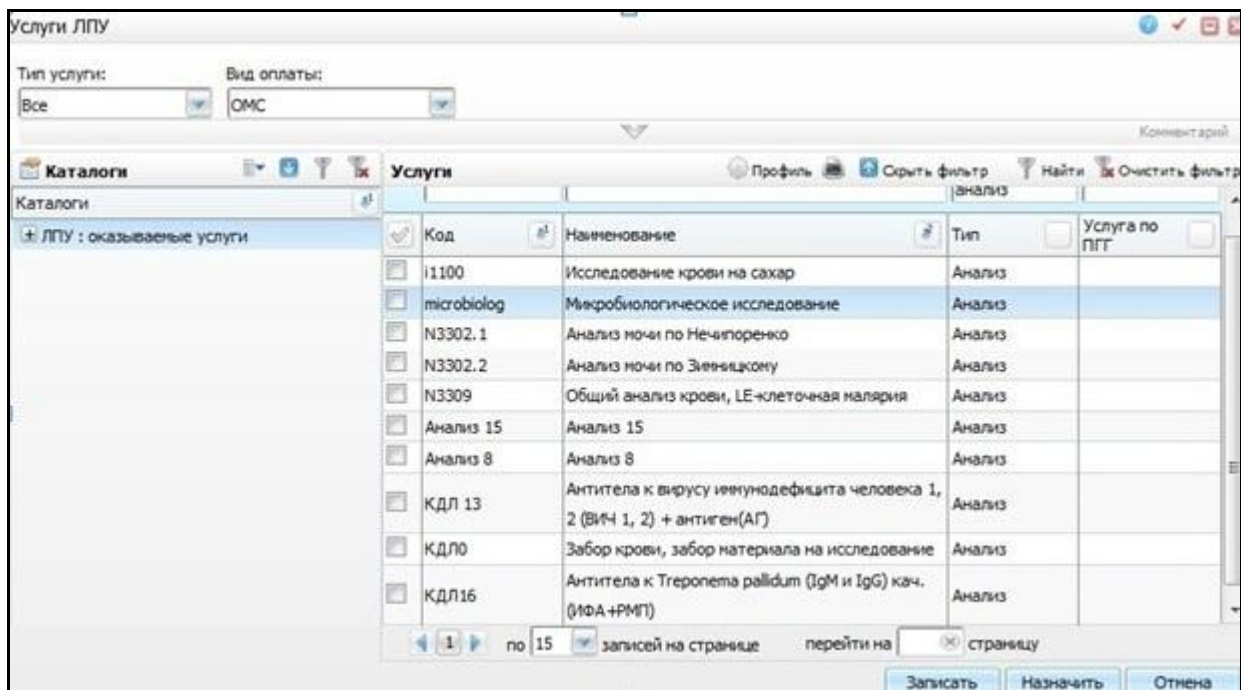 Услуги ЛПУ
Тип услуги: Вид оплаты:
Все ОМС
Комментарий
Каталоги Услуги Профиль Скрыть фильтр Найти Очистить фильтр
Каталоги анализ
ЛПУ : оказываемые услуги Код Наименование Тип Услуга по
ПГГ
i1100 Исследование крови на сахар Анализ
microbiolog Микробиологическое исследование Анализ
N3302.1 Анализ мочи по Нечипоренко Анализ
N3302.2 Анализ мочи по Зимницкому Анализ
N3309 Общий анализ крови, LE-клеточная малярия Анализ
Анализ 15 Анализ 15 Анализ
Анализ 8 Анализ 8 Анализ
КДЛ 13 Антитела к вирусу иммунодефицита человека 1, Анализ
2 (ВИЧ 1, 2) + антиген(АГ)
КДЛ0 Забор крови, забор материала на исследование Анализ
КДЛ16 Антитела к Treponema pallidum (IgM и IgG) кач. Анализ
(ИФА+РМП)
1 по 15 записей на странице перейти на страницу
Записать Назначить Отмена